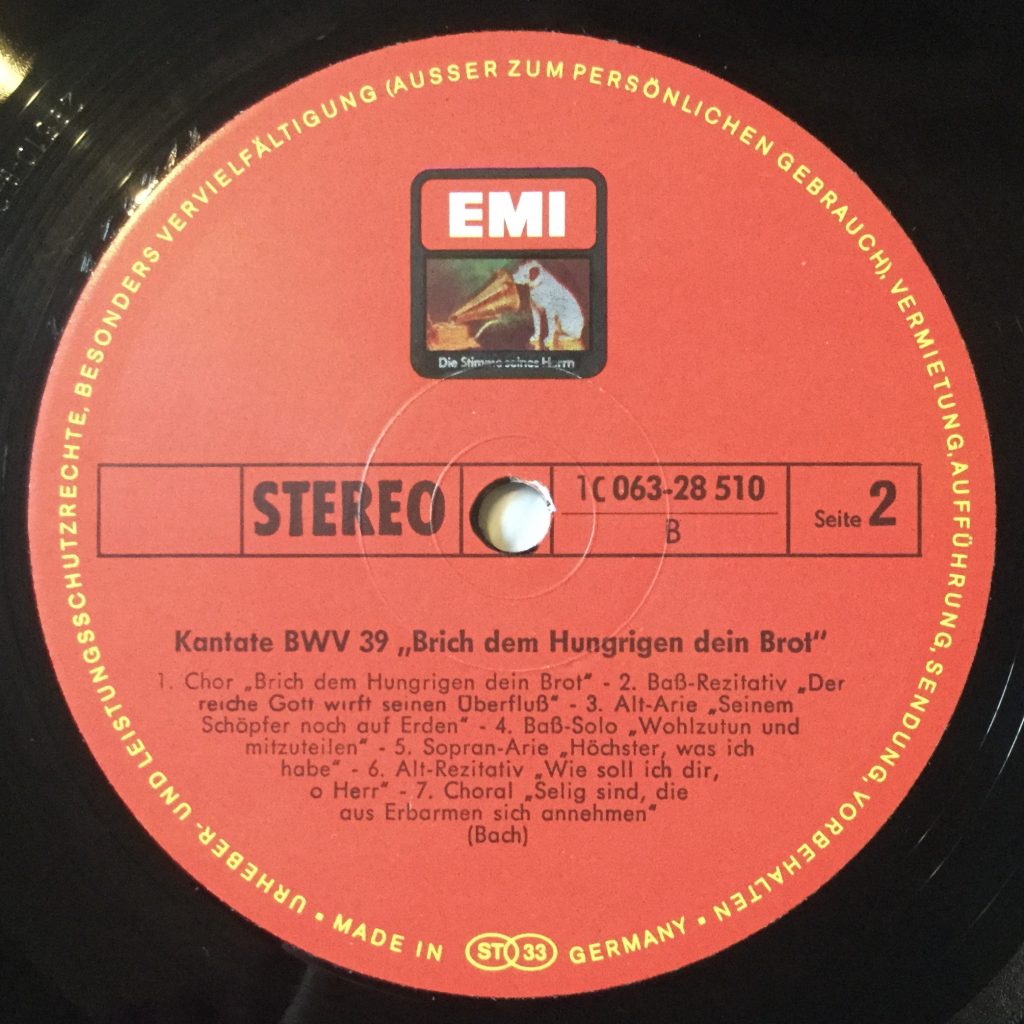 URHEBER- UND LEISTUNGSSCHUTZRECHTE, BESONDERS VERVIELFÄLTIGUNG (AUSSER ZUM PERSÖNLICHEN GEBRAUCH), VERMIETUNG, AUFFÜHRUNG, SENDUNG, VORBEHALTEN
EMI
Die Stimme seines Herrn
STEREO
1C 063-28 510
B
Seite 2
Kantate BWV 39 „Brich dem Hungrigen dein Brot“
1. Chor „Brich dem Hungrigen dein Brot“ - 2. Baß-Rezitativ „Der
reiche Gott wirft seinen Überfluß“ - 3. Alt-Arie „Seinem
Schöpfer noch auf Erden“ - 4. Baß-Solo „Wohlzutun und
mitzuteilen“ - 5. Sopran-Arie „Höchster, was ich
habe“ - 6. Alt-Rezitativ „Wie soll ich dir,
o Herr“ - 7. Choral „Selig sind, die
aus Erbarmen sich annehmen“
(Bach)
▪ MADE IN ST 33 GERMANY ▪